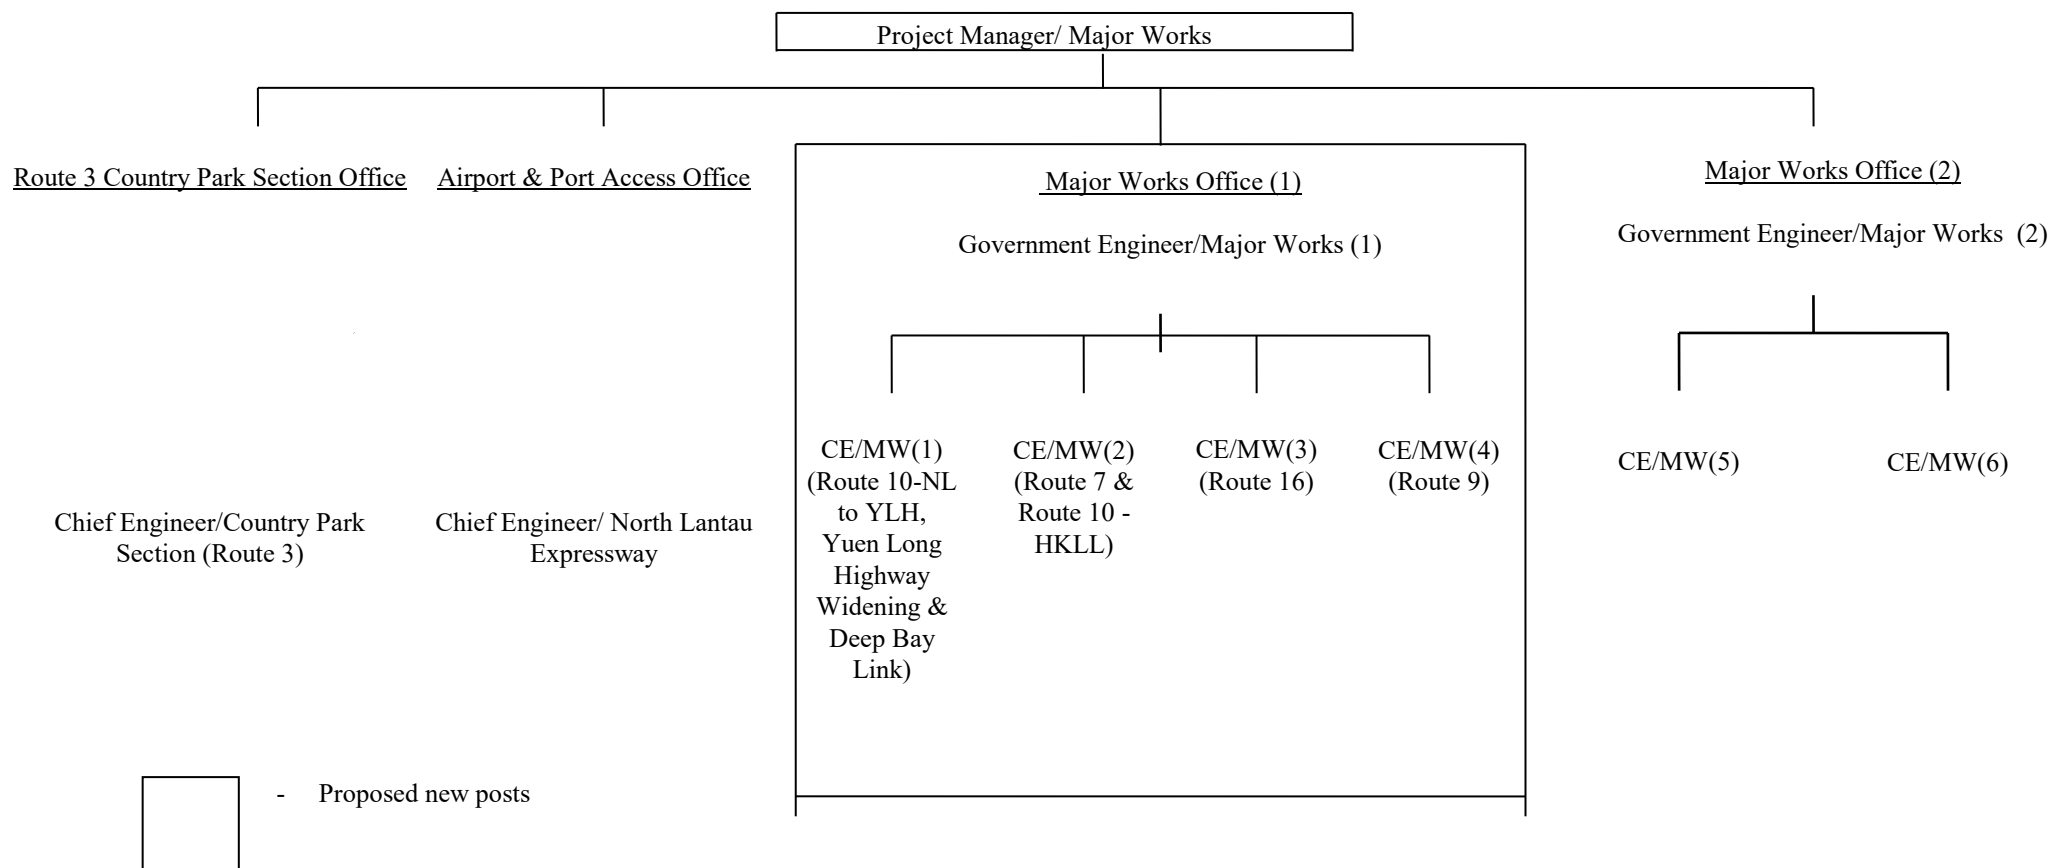 Project Manager/ Major Works
Route 3 Country Park Section Office
Airport & Port Access Office
Major Works Office (1)
Major Works Office (2)
Government Engineer/Major Works (1)
Government Engineer/Major Works (2)
Chief Engineer/Country Park
Section (Route 3)
Chief Engineer/ North Lantau
Expressway
CE/MW(1)
(Route 10-NL
to YLH,
Yuen Long
Highway
Widening &
Deep Bay
Link)
CE/MW(2)
(Route 7 &
Route 10 -
HKLL)
CE/MW(3)
(Route 16)
CE/MW(4)
(Route 9)
CE/MW(5)
CE/MW(6)
- Proposed new posts